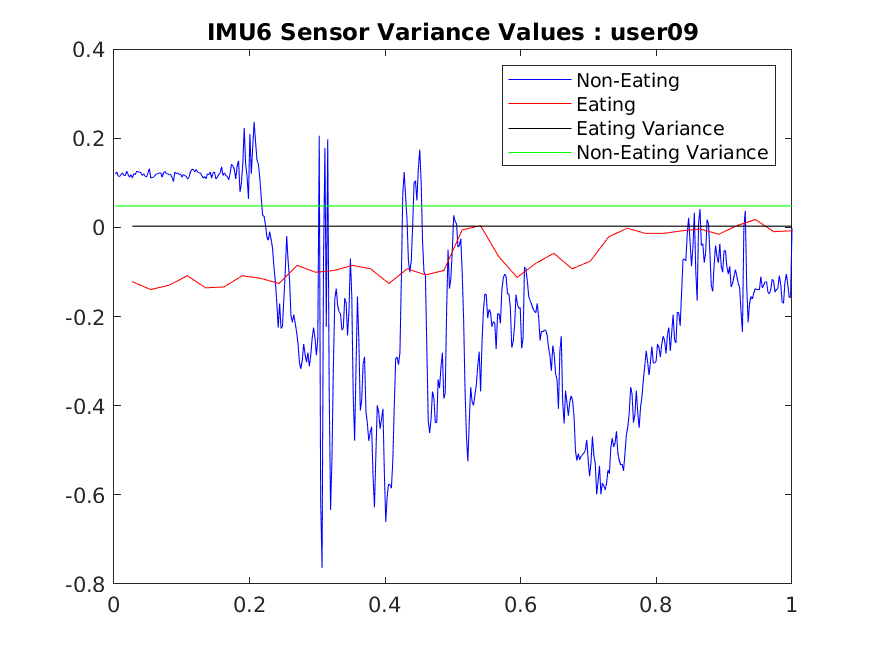 IMU6 Sensor Variance Values : user09
Non-Eating
Eating
Eating Variance
Non-Eating Variance
0.4
0.2
0
-0.2
-0.4
-0.6
-0.8
0
0.2
0.4
0.6
0.8
1